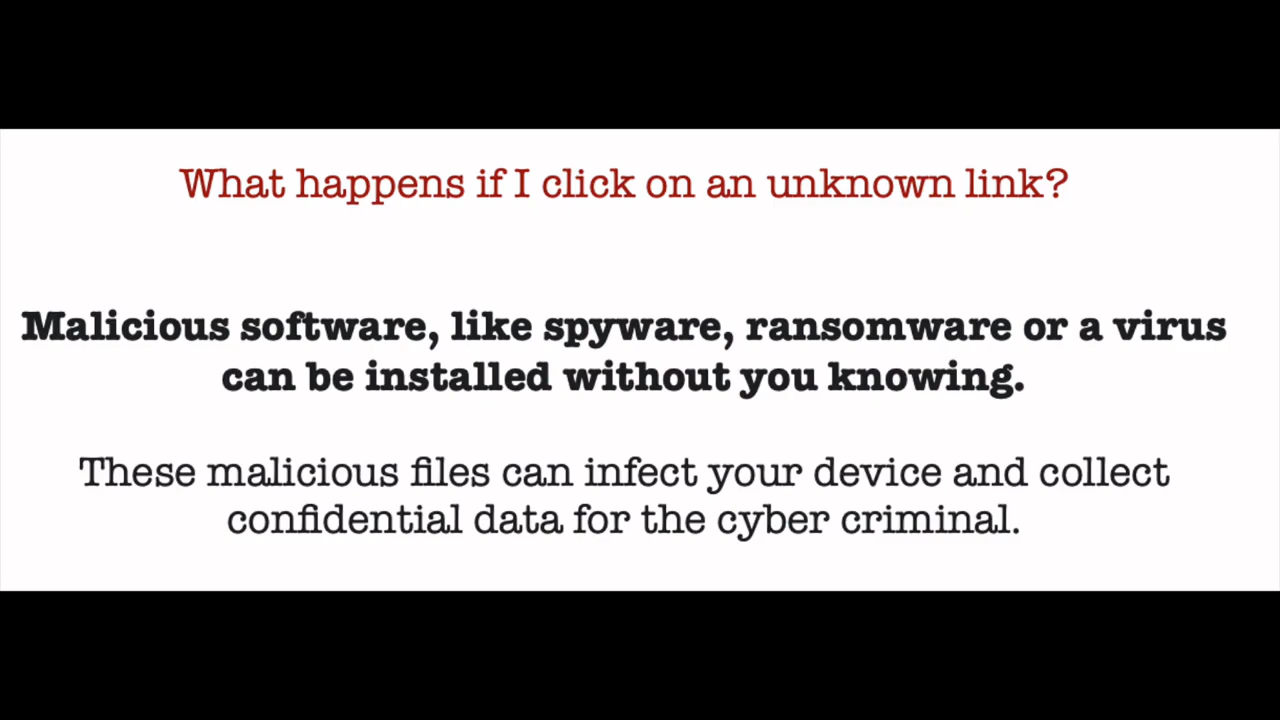 What happens if I click on an unknown link?
Malicious software, like spyware, ransomware or a virus
can be installed without you knowing.
These malicious files can infect your device and collect
confidential data for the cyber criminal.